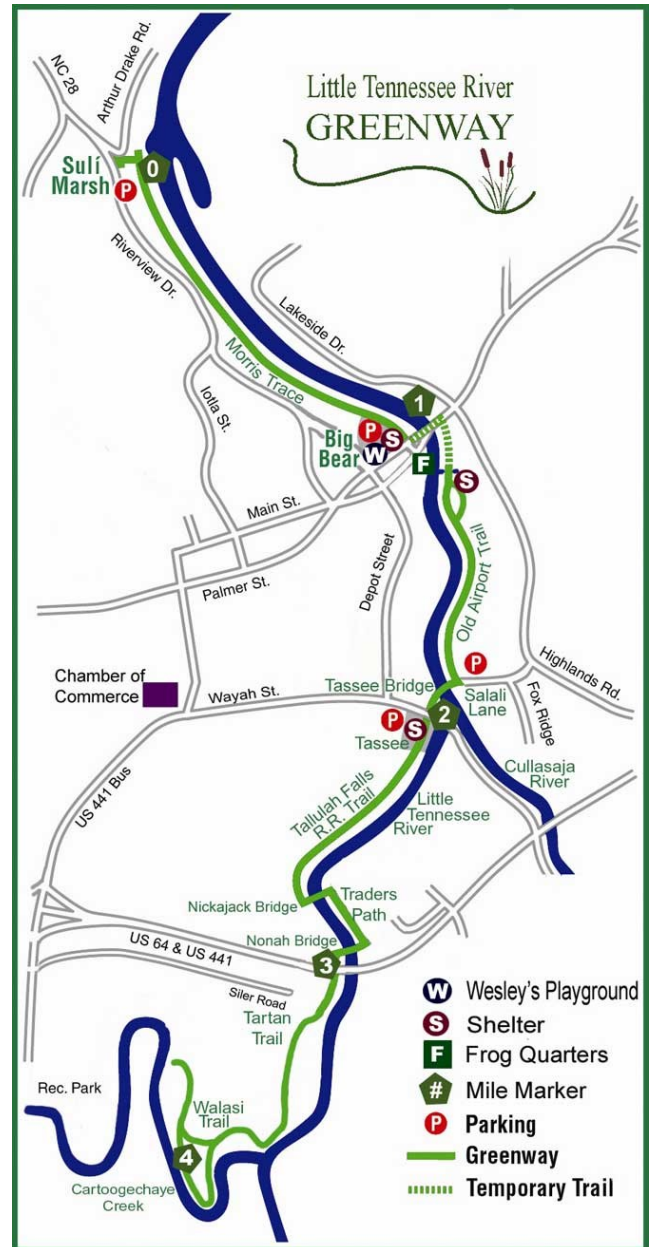 Little Tennessee River
GREENWAY
NC 28
Arthur Drake Rd.
0
Sulí
Marsh
P
Riverview Dr.
Lakeside Dr.
Morris Trace
Iotla St.
1
P
S
Big
Bear
W
F
S
Main St.
Palmer St.
Depot Street
Old Airport Trail
Highlands Rd.
P
Chamber of
Commerce
Wayah St.
Tassee Bridge
Salali
Lane
Fox Ridge
2
P
S
Tassee
Cullasaja
River
US 441 Bus
Tallulah Falls
R.R. Trail
Little
Tennessee
River
Nickajack Bridge
Traders
Path
Nonah Bridge
US 64 & US 441
3
Siler Road
Tartan
Trail
Rec. Park
Walasi
Trail
4
Cartoogechaye
Creek
W Wesley's Playground
S Shelter
F Frog Quarters
# Mile Marker
P Parking
Greenway
Temporary Trail